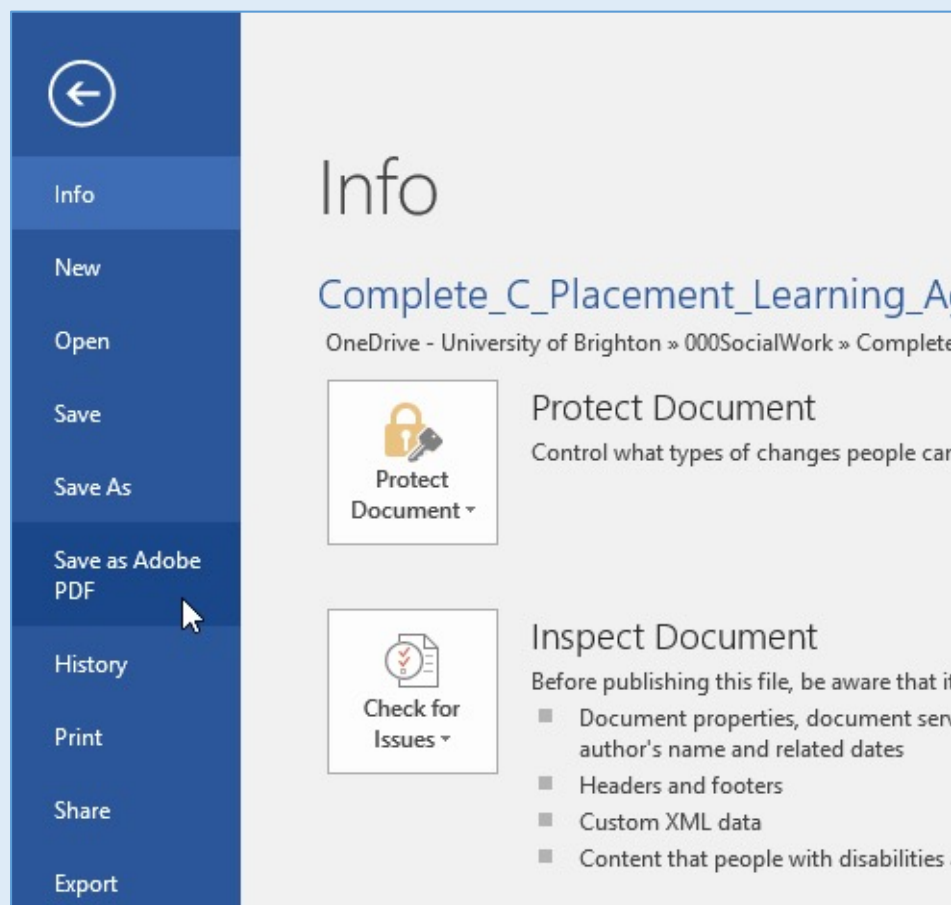 Info
New
Open
Save
Save As
Save as Adobe
PDF
History
Print
Share
Export
Info
Complete_C_Placement_Learning_A
OneDrive - University of Brighton » 000SocialWork » Complete
Protect
Document
Protect Document
Control what types of changes people can
Check for
Issues
Inspect Document
Before publishing this file, be aware that it
Document properties, document serv
author's name and related dates
Headers and footers
Custom XML data
Content that people with disabilities